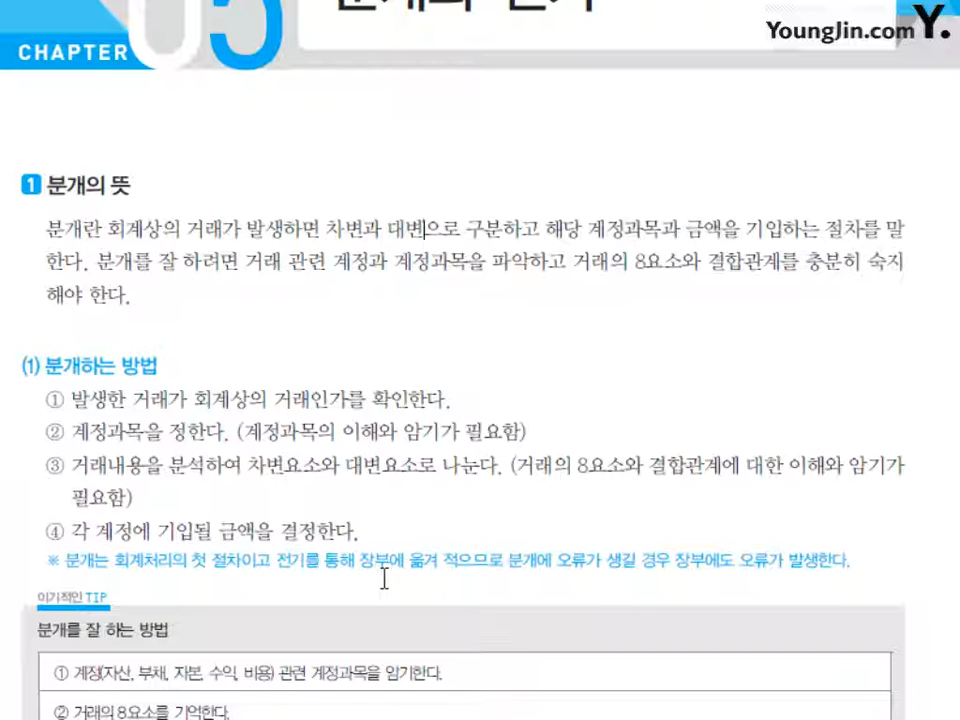 CHAPTER 05
분개와 전기
YoungJin.com Y.
1 분개의 뜻
분개란 회계상의 거래가 발생하면 차변과 대변으로 구분하고 해당 계정과목과 금액을 기입하는 절차를 말
한다. 분개를 잘 하려면 거래 관련 계정과 계정과목을 파악하고 거래의 8요소와 결합관계를 충분히 숙지
해야 한다.
(1) 분개하는 방법
① 발생한 거래가 회계상의 거래인가를 확인한다.
② 계정과목을 정한다. (계정과목의 이해와 암기가 필요함)
③ 거래내용을 분석하여 차변요소와 대변요소로 나눈다. (거래의 8요소와 결합관계에 대한 이해와 암기가
필요함)
④ 각 계정에 기입될 금액을 결정한다.
※ 분개는 회계처리의 첫 절차이고 전기를 통해 장부에 옮겨 적으므로 분개에 오류가 생길 경우 장부에도 오류가 발생한다.
이기적인 TIP
분개를 잘 하는 방법
① 계정(자산, 부채, 자본, 수익, 비용) 관련 계정과목을 암기한다.
② 거래의 8요소를 기억한다.